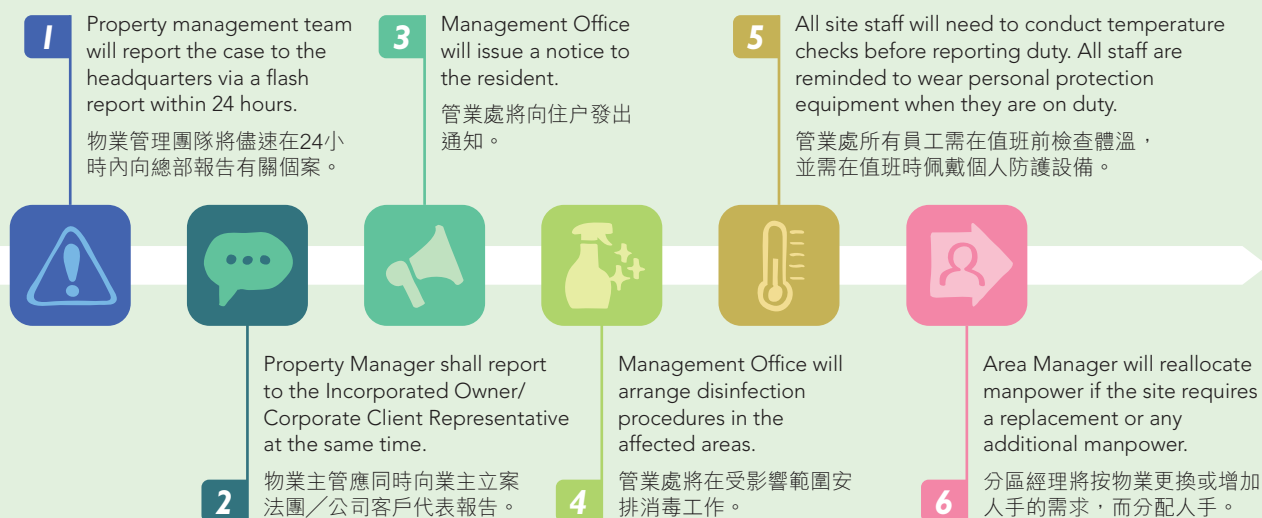 1
Property management team
will report the case to the
headquarters via a flash
report within 24 hours.
物業管理團隊將儘速在24小
時內向總部報告有關個案。
2
Property Manager shall report
to the Incorporated Owner/
Corporate Client Representative
at the same time.
物業主管應同時向業主立案
法團／公司客戶代表報告。
3
Management Office
will issue a notice to
the resident.
管業處將向住户發出
通知。
4
Management Office will
arrange disinfection
procedures in the
affected areas.
管業處將在受影響範圍安
排消毒工作。
5
All site staff will need to conduct temperature
checks before reporting duty. All staff are
reminded to wear personal protection
equipment when they are on duty.
管業處所有員工需在值班前檢查體溫，
並需在值班時佩戴個人防護設備。
6
Area Manager will reallocate
manpower if the site requires
a replacement or any
additional manpower.
分區經理將按物業更換或增加
人手的需求，而分配人手。